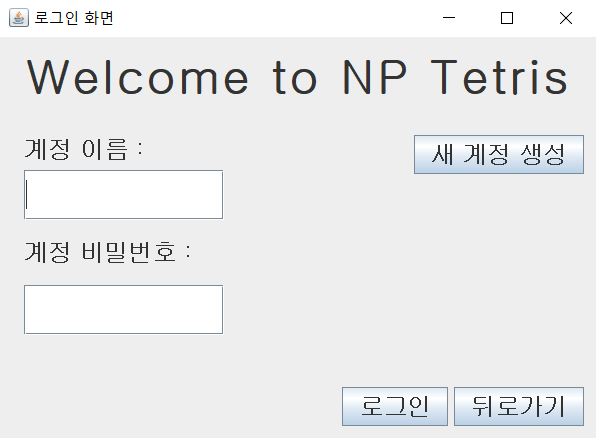 로그인 화면
Welcome to NP Tetris
계정 이름 :
새 계정 생성
계정 비밀번호 :
로그인
뒤로가기